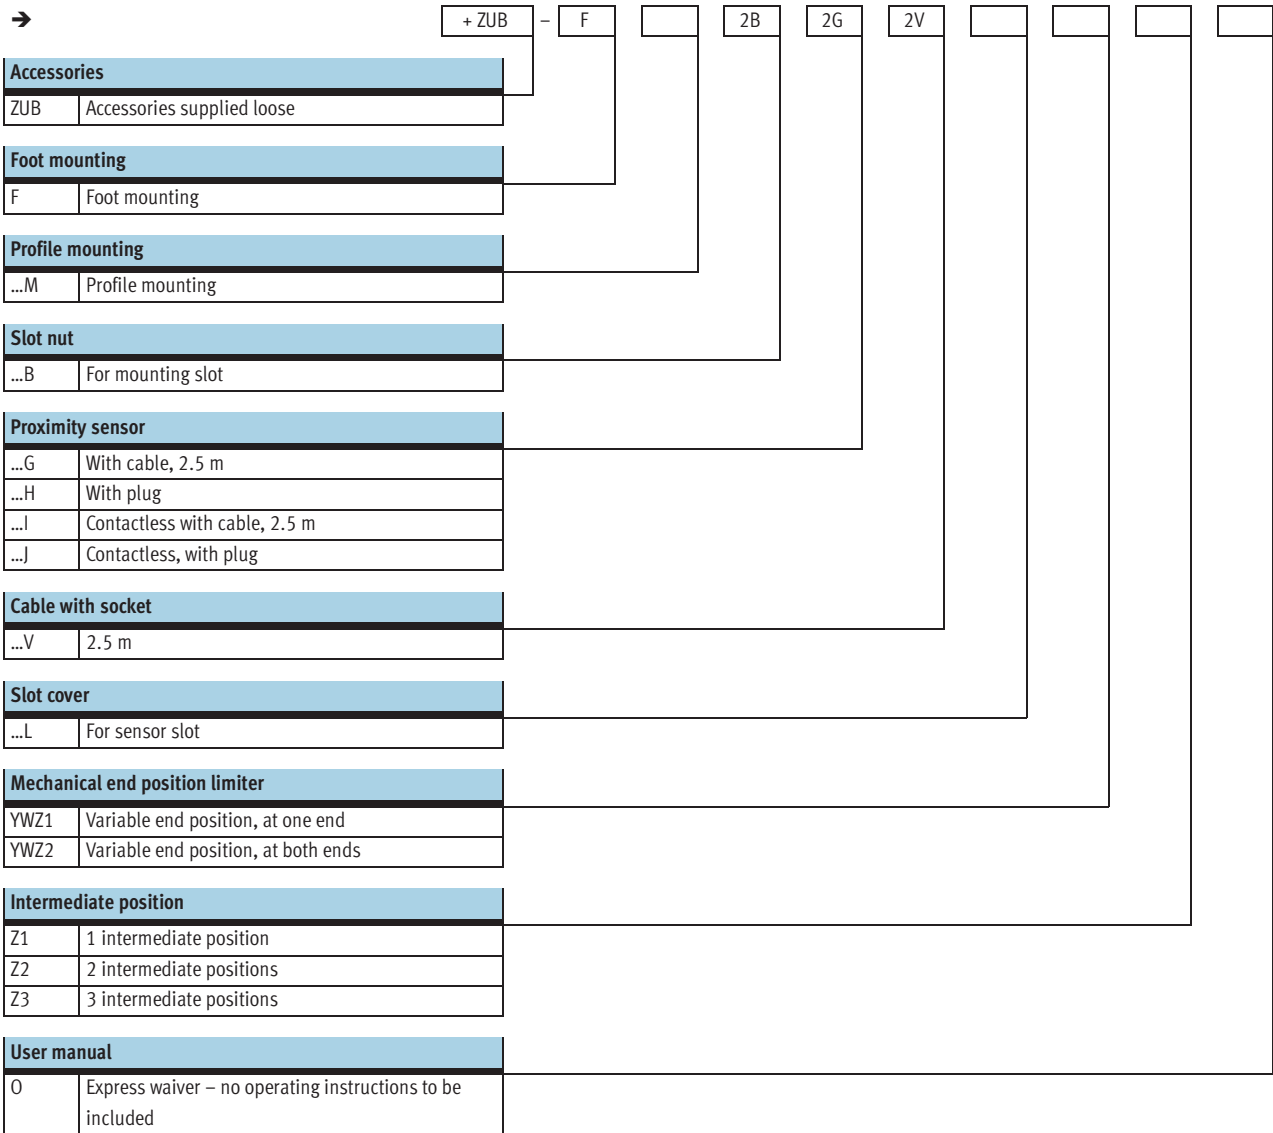 ➔ + ZUB – F 2B 2G 2V
Accessories
ZUB Accessories supplied loose
Foot mounting
F Foot mounting
Profile mounting
...M Profile mounting
Slot nut
...B For mounting slot
Proximity sensor
...G With cable, 2.5 m
...H With plug
...I Contactless with cable, 2.5 m
...J Contactless, with plug
Cable with socket
...V 2.5 m
Slot cover
...L For sensor slot
Mechanical end position limiter
YWZ1 Variable end position, at one end
YWZ2 Variable end position, at both ends
Intermediate position
Z1 1 intermediate position
Z2 2 intermediate positions
Z3 3 intermediate positions
User manual
O Express waiver – no operating instructions to be
included